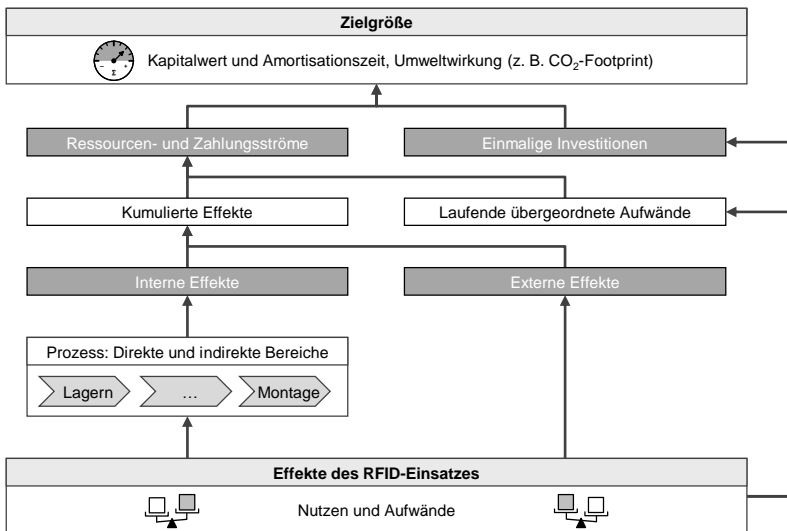 Zielgröße
Kapitalwert und Amortisationszeit, Umweltwirkung (z. B. CO₂-Footprint)
- Σ +
Ressourcen- und Zahlungsströme
Einmalige Investitionen
Kumulierte Effekte
Laufende übergeordnete Aufwände
Interne Effekte
Externe Effekte
Prozess: Direkte und indirekte Bereiche
Lagern
…
Montage
Effekte des RFID-Einsatzes
Nutzen und Aufwände